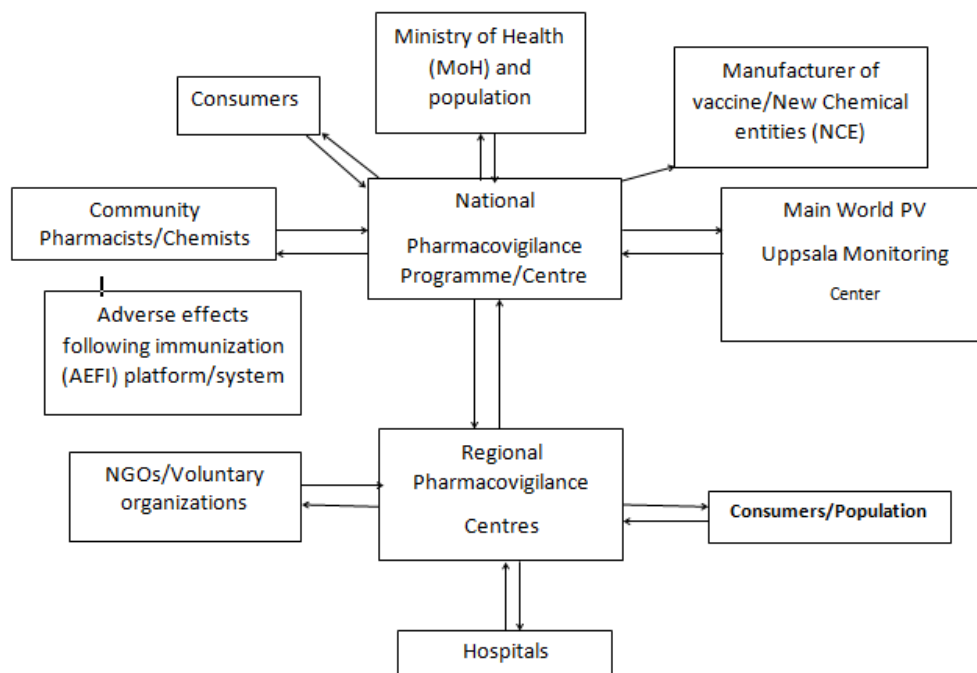 Ministry of Health
(MoH) and
population
Manufacturer of
vaccine/New Chemical
entities (NCE)
Consumers
Community
Pharmacists/Chemists
National
Pharmacovigilance
Programme/Centre
Main World PV
Uppsala Monitoring
Center
Adverse effects
following immunization
(AEFI) platform/system
NGOs/Voluntary
organizations
Regional
Pharmacovigilance
Centres
Consumers/Population
Hospitals